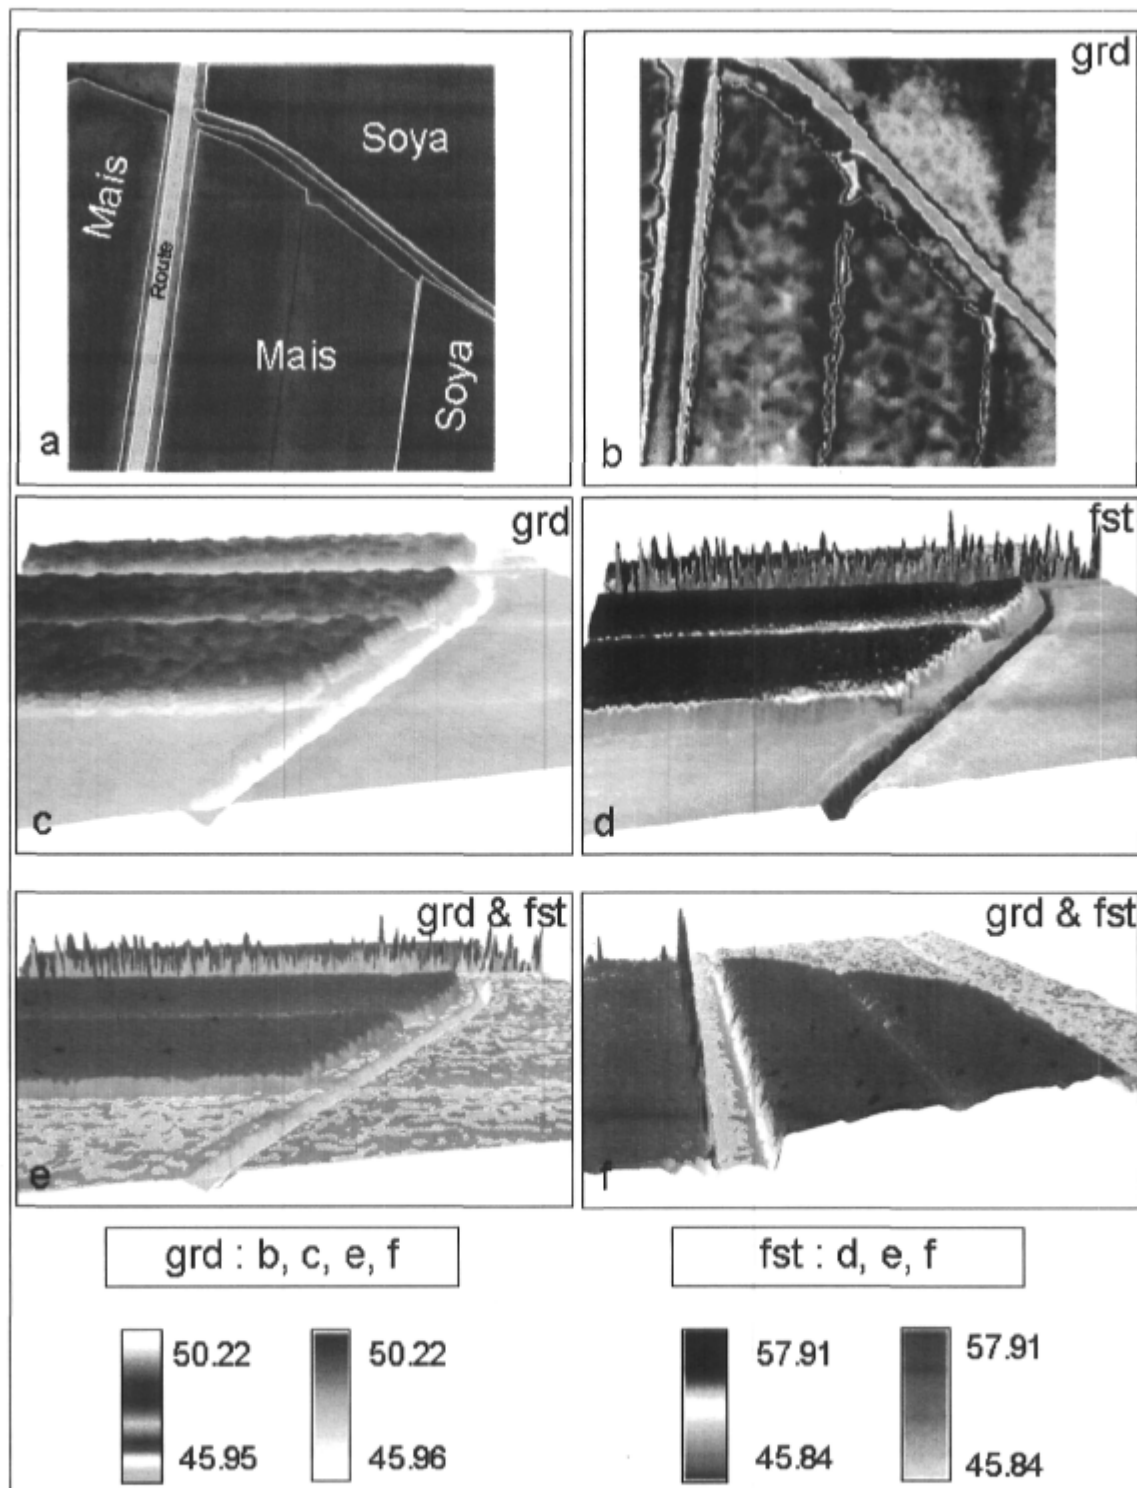 Soya
Mais
Route
Mais
Soya
a
grd
b
grd
c
fst
d
grd & fst
e
grd & fst
f
grd : b, c, e, f
fst : d, e, f
50.22
45.95
50.22
45.96
57.91
45.84
57.91
45.84